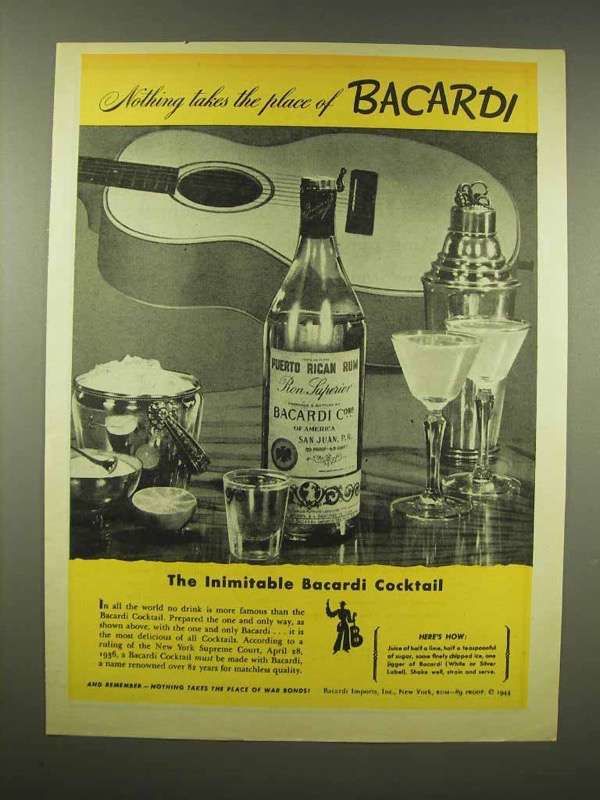 Nothing takes the place of BACARDI
PUERTO RICAN RUM
Ron Superior
BACARDI CORP.
OF AMERICA
SAN JUAN, P.R.
89 PROOF
The Inimitable Bacardi Cocktail
In all the world no drink is more famous than the
Bacardi Cocktail. Prepared the one and only way, as
shown above, with the one and only Bacardi . . . it is
the most delicious of all Cocktails. According to a
ruling of the New York Supreme Court, April 28,
1936, a Bacardi Cocktail must be made with Bacardi,
a name renowned over 82 years for matchless quality.
HERE'S HOW:
Juice of half a lime, half a teaspoonful
of sugar, some finely chipped ice, one
jigger of Bacardi (White or Silver
Label). Shake well, strain and serve.
AND REMEMBER—NOTHING TAKES THE PLACE OF WAR BONDS!
Bacardi Imports, Inc., New York, RUM—89 PROOF. © 1944